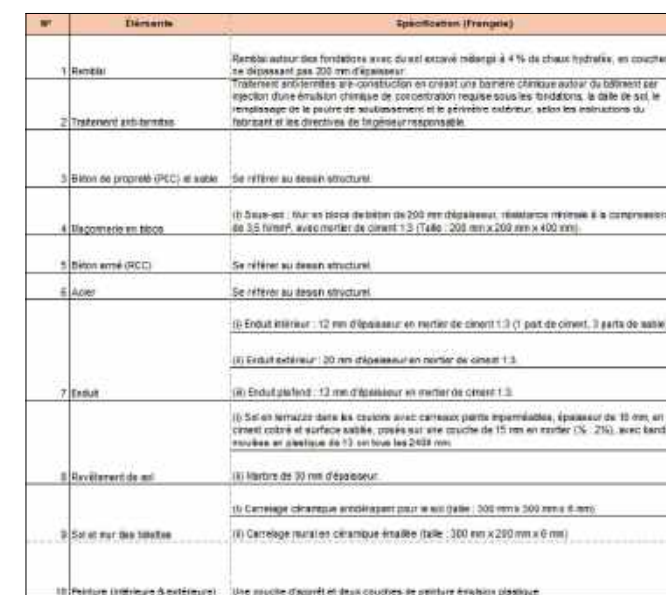 N° Éléments Spécification (Français)
Remblai autour des fondations avec du sol excavé mélangé à 4 % de chaux hydratée, en couches
1 Remblai ne dépassant pas 200 mm d'épaisseur.
Traitement anti-termites pré-construction en créant une barrière chimique autour du bâtiment par
injection d'une émulsion chimique de concentration requise sous les fondations, la dalle de sol, le
remplissage de la poutre de soubassement et le périmètre extérieur, selon les instructions du
2 Traitement anti-termites fabricant et les directives de l'ingénieur responsable.
3 Béton de propreté (PCC) et sable Se référer au dessin structurel.
(i) Sous-sol : Mur en blocs de béton de 200 mm d'épaisseur, résistance minimale à la compression
4 Maçonnerie en blocs de 3,5 N/mm², avec mortier de ciment 1:3 (Taille : 200 mm x 200 mm x 400 mm).
5 Béton armé (RCC) Se référer au dessin structurel.
6 Acier Se référer au dessin structurel.
(i) Enduit intérieur : 12 mm d'épaisseur en mortier de ciment 1:3 (1 part de ciment, 3 parts de sable)
(ii) Enduit extérieur : 20 mm d'épaisseur en mortier de ciment 1:3.
7 Enduit (iii) Enduit plafond : 12 mm d'épaisseur en mortier de ciment 1:3.
(i) Sol en terrazzo dans les couloirs avec carreaux peints imperméables, épaisseur de 10 mm, en
ciment coloré et surface sablée, posés sur une couche de 15 mm en mortier 2%), avec
en plastique de 13 tous les 2400 mm.
8 Revêtement de sol (ii) Marbre de 30 mm d'épaisseur.
(i) Carrelage céramique antidérapant pour le sol (taille : 300 mm x 300 mm x 6 mm)
9 Sol et mur des toilettes (ii) Carrelage mural en céramique émaillée (taille : 300 mm x 200 mm x 6 mm)
10 Peinture (intérieure & extérieure) Une couche d'apprêt et deux couches de peinture émulsion plastique